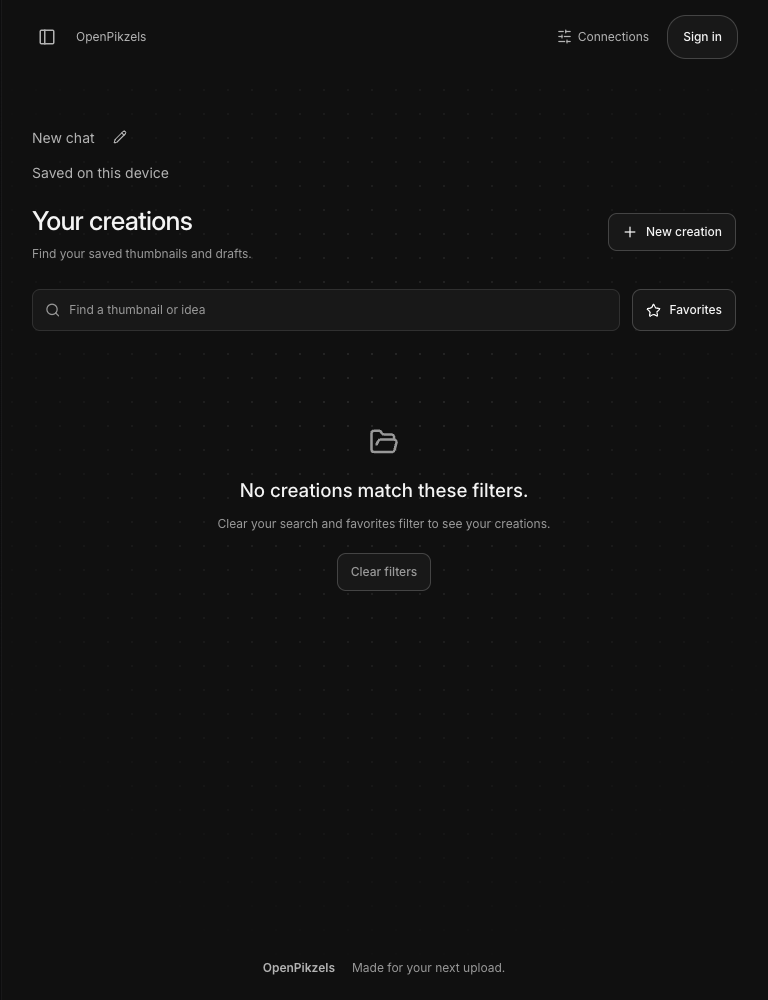 OpenPikzels
Connections
Sign in
New chat
Saved on this device
Your creations
Find your saved thumbnails and drafts.
New creation
Find a thumbnail or idea
Favorites
No creations match these filters.
Clear your search and favorites filter to see your creations.
Clear filters
OpenPikzels Made for your next upload.